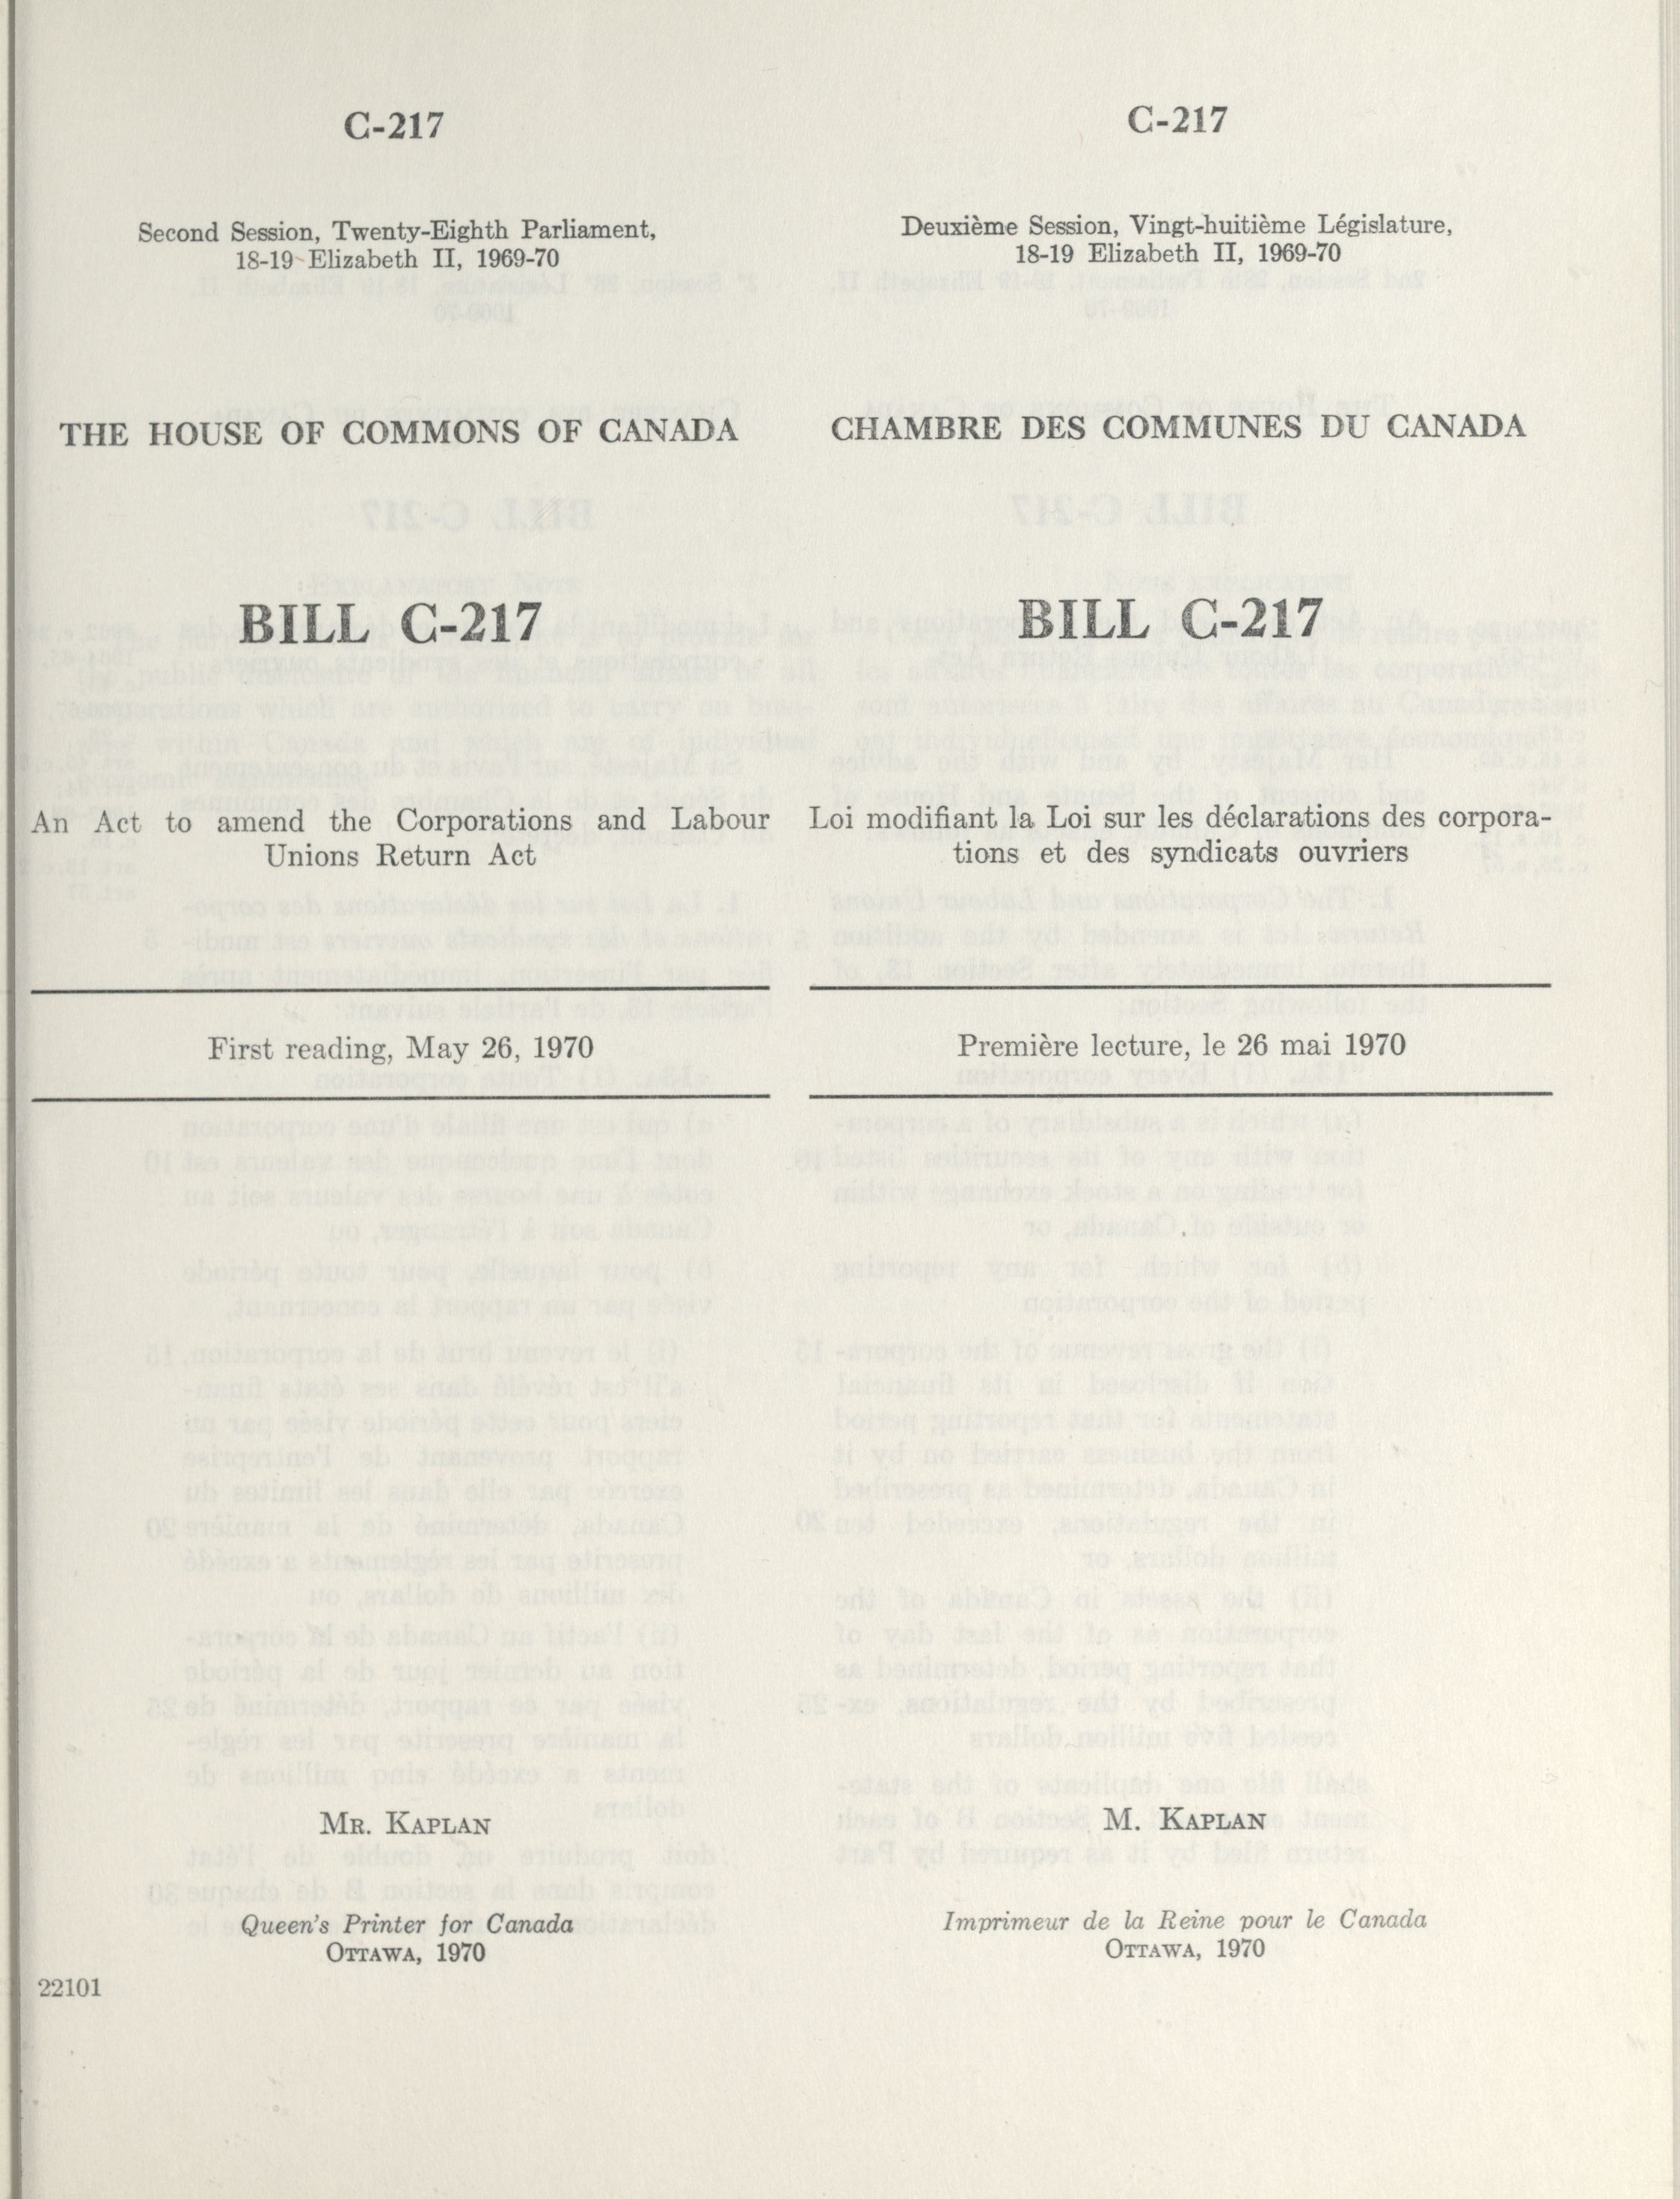 C-217
Second Session, Twenty-Eighth Parliament,
18-19 Elizabeth II, 1969-70
THE HOUSE OF COMMONS OF CANADA
BILL C-217
An Act to amend the Corporations and Labour
Unions Return Act
First reading, May 26, 1970
MR. KAPLAN
Queen's Printer for Canada
OTTAWA, 1970
22101
C-217
Deuxième Session, Vingt-huitième Législature,
18-19 Elizabeth II, 1969-70
CHAMBRE DES COMMUNES DU CANADA
BILL C-217
Loi modifiant la Loi sur les déclarations des corpora-
tions et des syndicats ouvriers
Première lecture, le 26 mai 1970
M. KAPLAN
Imprimeur de la Reine pour le Canada
OTTAWA, 1970